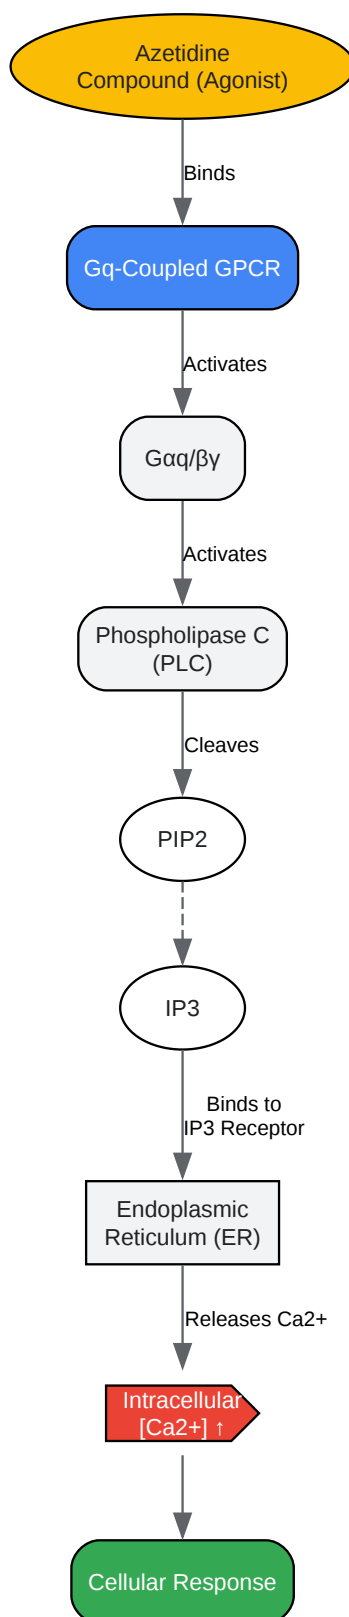 Azetidine
Compound (Agonist)
Binds
Gq-Coupled GPCR
Activates
Gαq/βγ
Activates
Phospholipase C
(PLC)
Cleaves
PIP2
IP3
Binds to
IP3 Receptor
Endoplasmic
Reticulum (ER)
Releases Ca2+
Intracellular
[Ca2+] ↑
Cellular Response